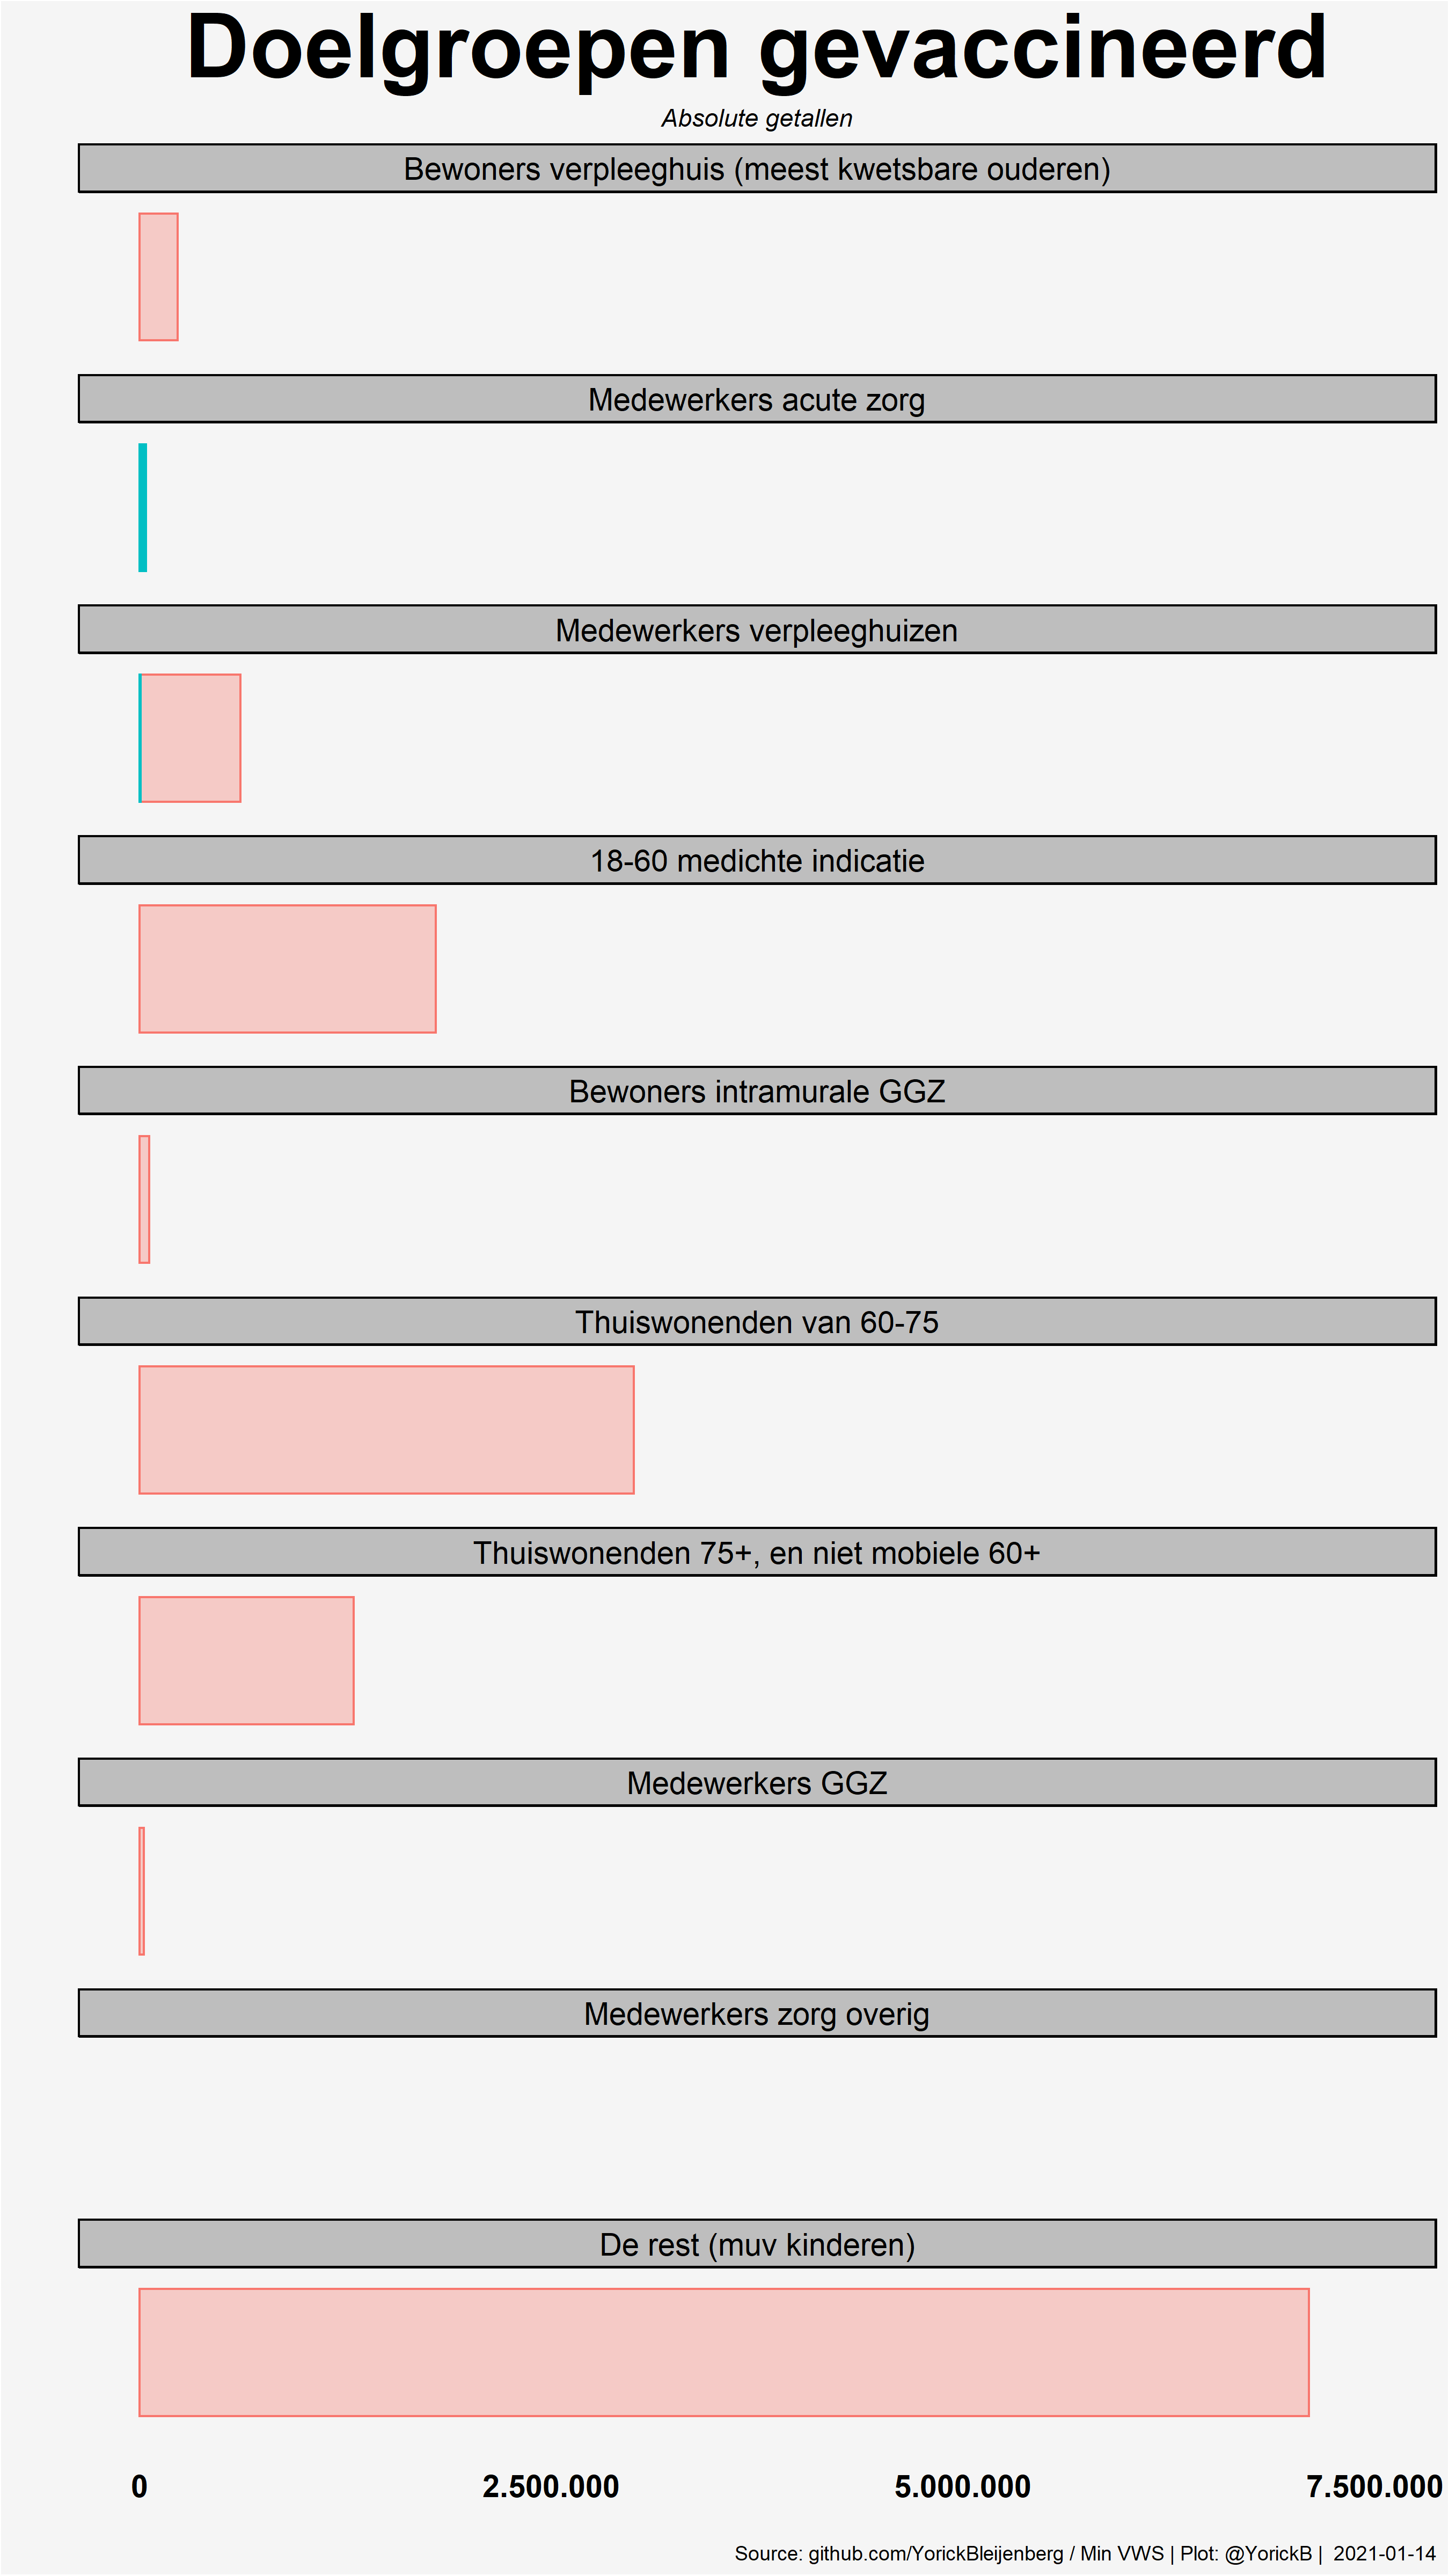 Doelgroepen gevaccineerd
Absolute getallen
Bewoners verpleeghuis (meest kwetsbare ouderen)
Medewerkers acute zorg
Medewerkers verpleeghuizen
18-60 medichte indicatie
Bewoners intramurale GGZ
Thuiswonenden van 60-75
Thuiswonenden 75+, en niet mobiele 60+
Medewerkers GGZ
Medewerkers zorg overig
De rest (muv kinderen)
0 2.500.000 5.000.000 7.500.000
Source: github.com/YorickBleijenberg / Min VWS | Plot: @YorickB | 2021-01-14